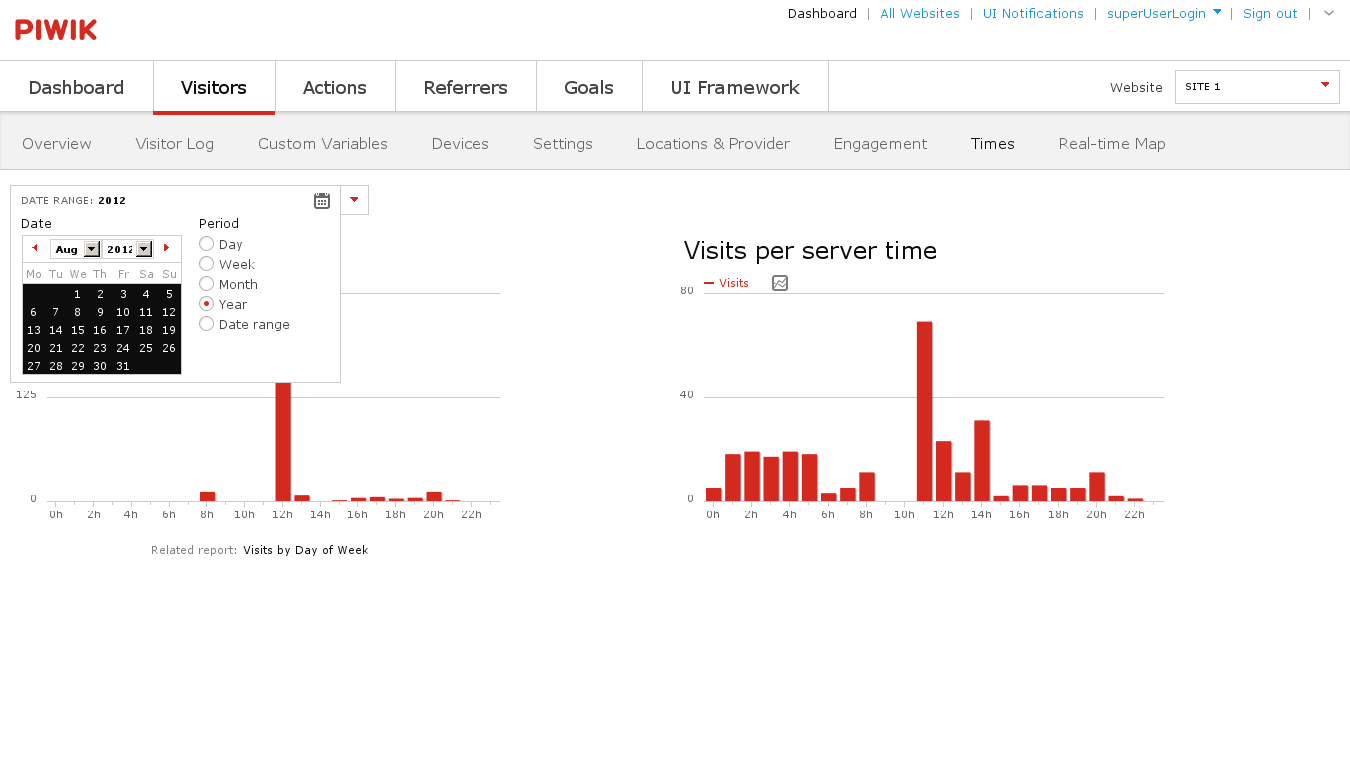 PIWIK
Dashboard | All Websites | UI Notifications | superUserLogin | Sign out |
Dashboard Visitors Actions Referrers Goals UI Framework
Website SITE 1
Overview Visitor Log Custom Variables Devices Settings Locations & Provider Engagement Times Real-time Map
DATE RANGE: 2012
Date
Aug 2012
Mo Tu We Th Fr Sa Su
1 2 3 4 5
6 7 8 9 10 11 12
13 14 15 16 17 18 19
20 21 22 23 24 25 26
27 28 29 30 31
Period
Day
Week
Month
Year
Date range
125
0
0h 2h 4h 6h 8h 10h 12h 14h 16h 18h 20h 22h
Related report: Visits by Day of Week
Visits per server time
Visits
80
40
0
0h 2h 4h 6h 8h 10h 12h 14h 16h 18h 20h 22h